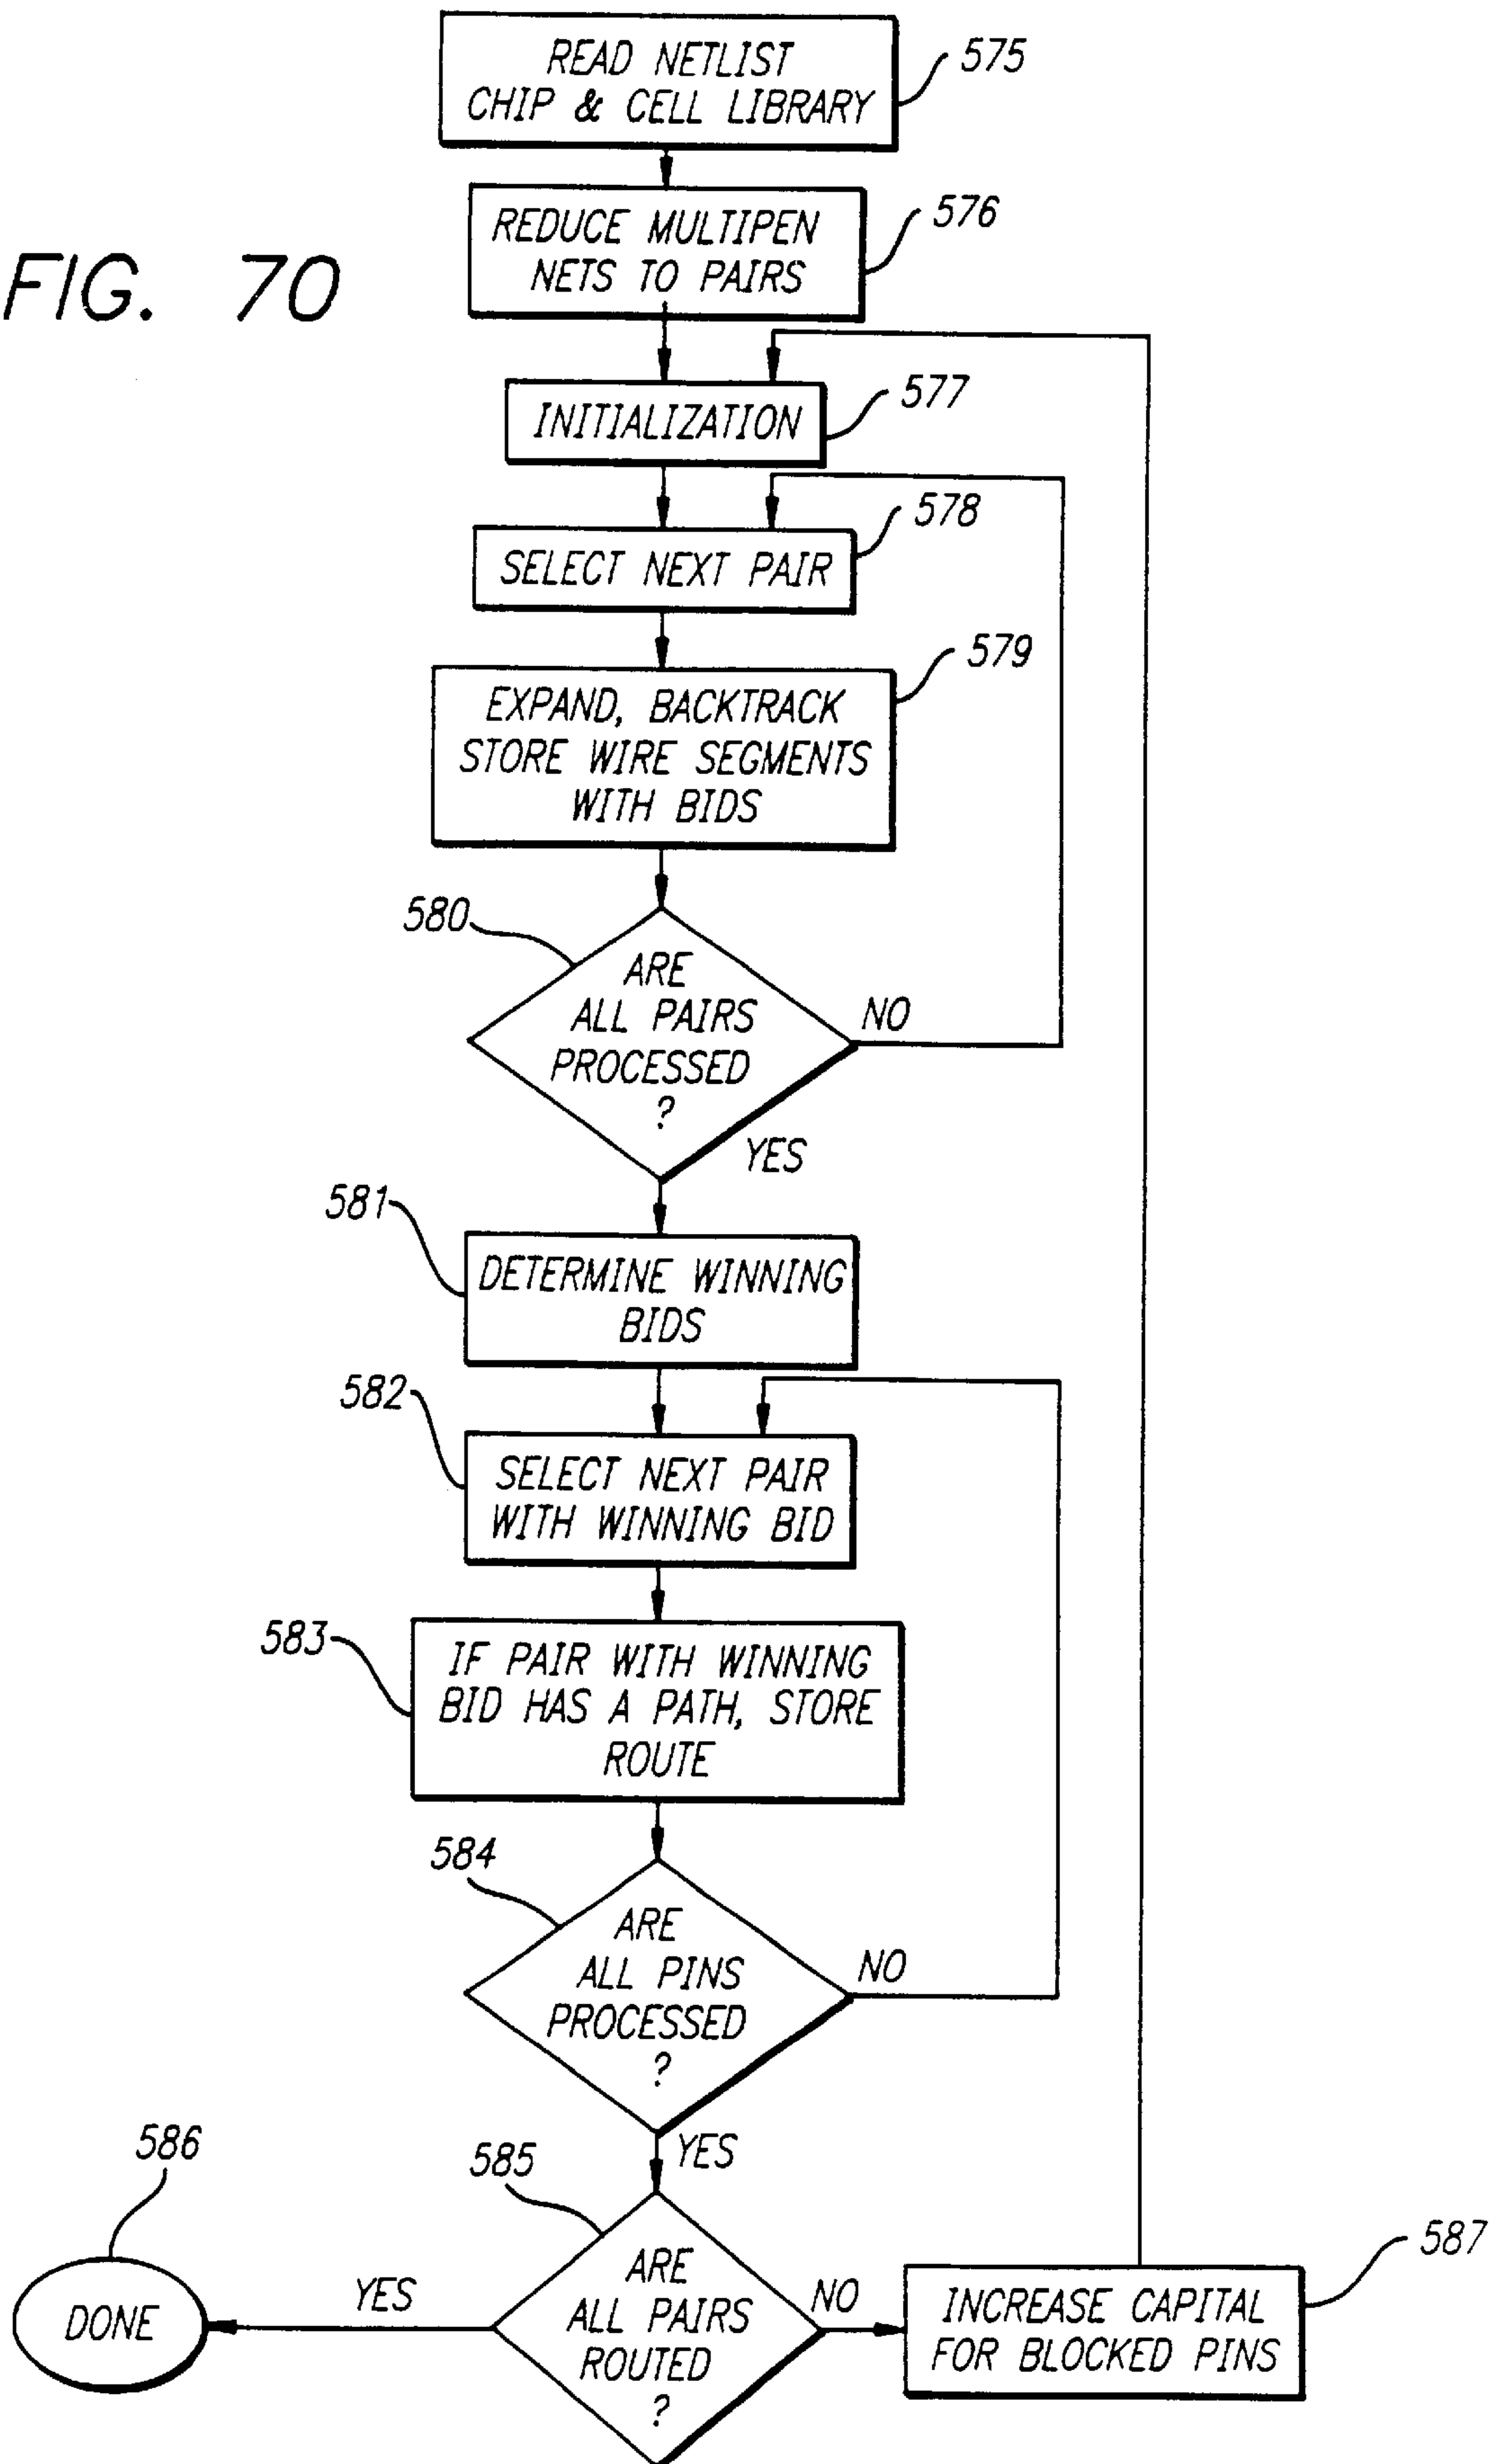 READ NETLIST
CHIP & CELL LIBRARY
575
REDUCE MULTIPEN
NETS TO PAIRS
576
FIG. 70
INITIALIZATION
577
SELECT NEXT PAIR
578
EXPAND, BACKTRACK
STORE WIRE SEGMENTS
WITH BIDS
579
580
ARE
ALL PAIRS
PROCESSED
?
NO
YES
581
DETERMINE WINNING
BIDS
582
SELECT NEXT PAIR
WITH WINNING BID
583
IF PAIR WITH WINNING
BID HAS A PATH, STORE
ROUTE
584
ARE
ALL PINS
PROCESSED
?
NO
YES
585
ARE
ALL PAIRS
ROUTED
?
YES
586
DONE
NO
INCREASE CAPITAL
FOR BLOCKED PINS
587